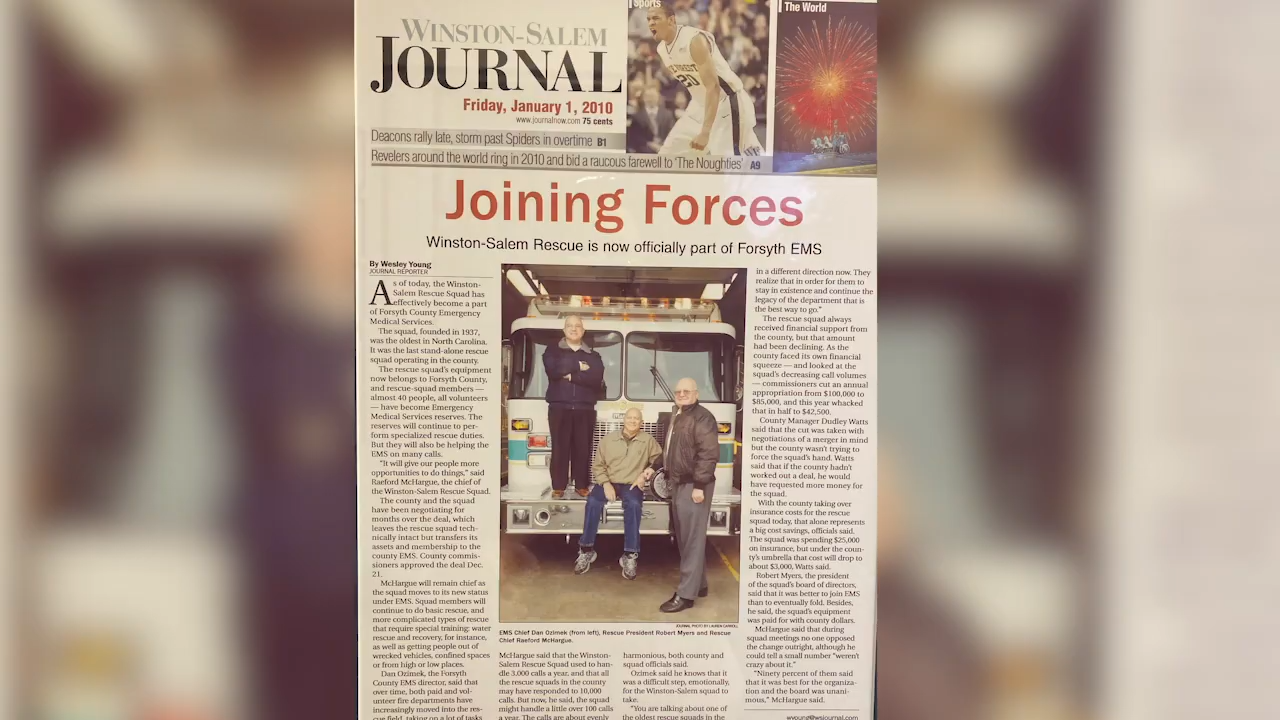 Sports
The World
WINSTON-SALEM
JOURNAL
Friday, January 1, 2010
www.journalnow.com 75 cents
Deacons rally late, storm past Spiders in overtime B1
Revelers around the world ring in 2010 and bid a raucous farewell to 'The Noughties' A9
Joining Forces
Winston-Salem Rescue is now officially part of Forsyth EMS
By Wesley Young
JOURNAL REPORTER
As of today, the Winston-
Salem Rescue Squad has
effectively become a part
of Forsyth County Emergency
Medical Services.
The squad, founded in 1937,
was the oldest in North Carolina.
It was the last stand-alone rescue
squad operating in the county.
The rescue squad's equipment
now belongs to Forsyth County,
and rescue-squad members —
almost 40 people, all volunteers
— have become Emergency
Medical Services reserves. The
reserves will continue to per-
form specialized rescue duties.
But they will also be helping the
EMS on many calls.
"It will give our people more
opportunities to do things," said
Raeford McHargue, the chief of
the Winston-Salem Rescue Squad.
The county and the squad
have been negotiating for
months over the deal, which
leaves the rescue squad tech-
nically intact but transfers its
assets and membership to the
county EMS. County commis-
sioners approved the deal Dec.
21.
McHargue will remain chief as
the squad moves to its new status
under EMS. Squad members will
continue to do basic rescue, and
more complicated types of rescue
that require special training: water
rescue and recovery, for instance,
as well as getting people out of
wrecked vehicles, confined spaces
or from high or low places.
Dan Ozimek, the Forsyth
County EMS director, said that
over time, both paid and vol-
unteer fire departments have
increasingly moved into the res-
cue field, taking on a lot of tasks
JOURNAL PHOTO BY LAUREN CARROLL
EMS Chief Dan Ozimek (from left), Rescue President Robert Myers and Rescue
Chief Raeford McHargue.
McHargue said that the Winston-
Salem Rescue Squad used to han-
dle 3,000 calls a year, and that all
the rescue squads in the county
may have responded to 10,000
calls. But now, he said, the squad
might handle a little over 100 calls
a year. The calls are about evenly
harmonious, both county and
squad officials said.
Ozimek said he knows that it
was a difficult step, emotionally,
for the Winston-Salem squad to
take.
"You are talking about one of
the oldest rescue squads in the
in a different direction now. They
realize that in order for them to
stay in existence and continue the
legacy of the department that is
the best way to go."
The rescue squad always
received financial support from
the county, but that amount
had been declining. As the
county faced its own financial
squeeze — and looked at the
squad's decreasing call volumes
— commissioners cut an annual
appropriation from $100,000 to
$85,000, and this year whacked
that in half to $42,500.
County Manager Dudley Watts
said that the cut was taken with
negotiations of a merger in mind
but the county wasn't trying to
force the squad's hand. Watts
said that if the county hadn't
worked out a deal, he would
have requested more money for
the squad.
With the county taking over
insurance costs for the rescue
squad today, that alone represents
a big cost savings, officials said.
The squad was spending $25,000
on insurance, but under the coun-
ty's umbrella that cost will drop to
about $3,000, Watts said.
Robert Myers, the president
of the squad's board of directors,
said that it was better to join EMS
than to eventually fold. Besides,
he said, the squad's equipment
was paid for with county dollars.
McHargue said that during
squad meetings no one opposed
the change outright, although he
could tell a small number "weren't
crazy about it."
"Ninety percent of them said
that it was best for the organiza-
tion and the board was unani-
mous," McHargue said.
wyoung@wsjournal.com